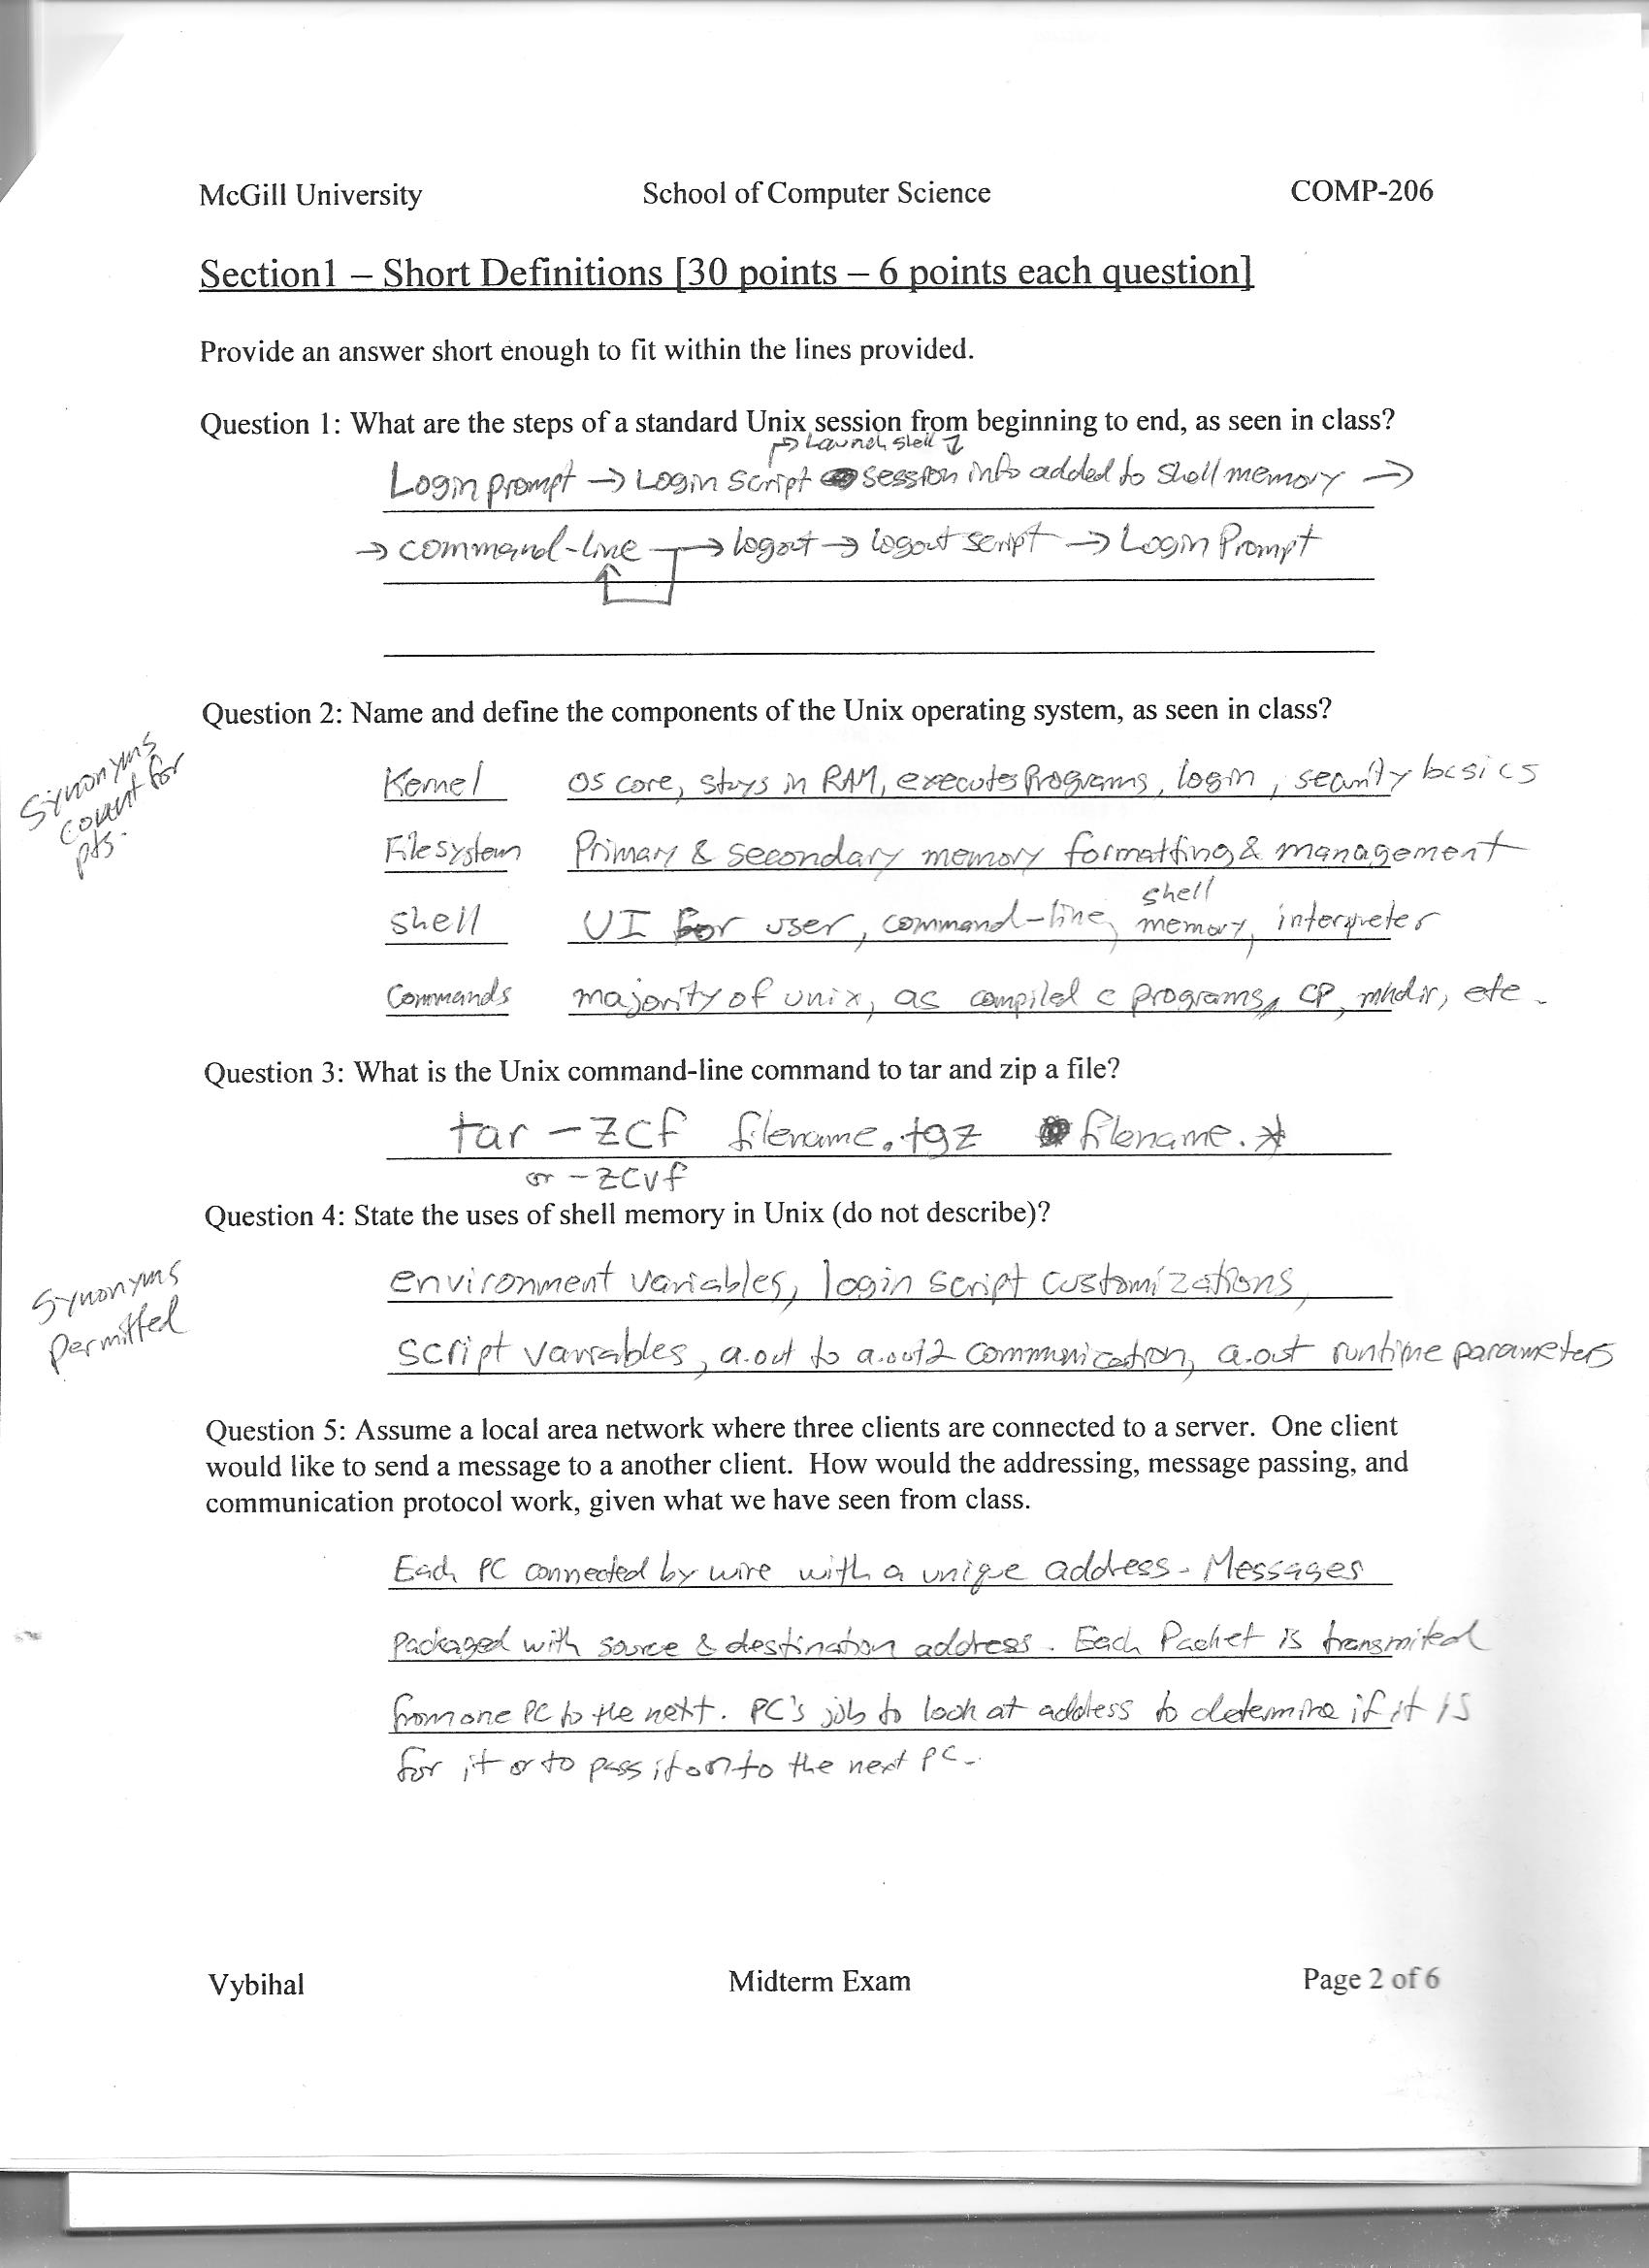 McGill University School of Computer Science COMP-206
Section1 – Short Definitions [30 points – 6 points each question]
Provide an answer short enough to fit within the lines provided.
Question 1: What are the steps of a standard Unix session from beginning to end, as seen in class?
→ Launch shell ↓
Login prompt → Login script session info added to shell memory →
→ command-line → logout → logout script → Login Prompt
Question 2: Name and define the components of the Unix operating system, as seen in class?
Synonyms
count for
pts.
Kernel OS core, stays in RAM, executes programs, login, security basics
File system Primary & secondary memory formatting & management
shell
shell UI for user, command-line, memory, interpreter
Commands majority of unix, as compiled c programs, CP, mkdir, etc.
Question 3: What is the Unix command-line command to tar and zip a file?
tar -zcf filename.tgz filename.*
or -zcvf
Question 4: State the uses of shell memory in Unix (do not describe)?
Synonyms
permitted
environment variables, login script customizations,
script variables, a.out to a.out2 communication, a.out runtime parameters
Question 5: Assume a local area network where three clients are connected to a server. One client
would like to send a message to a another client. How would the addressing, message passing, and
communication protocol work, given what we have seen from class.
Each PC connected by wire with a unique address. Messages
Packaged with source & destination address. Each Packet is transmited
from one PC to the next. PC's job to look at address to determine if it is
for it or to pass it on to the next PC.
Vybihal Midterm Exam Page 2 of 6